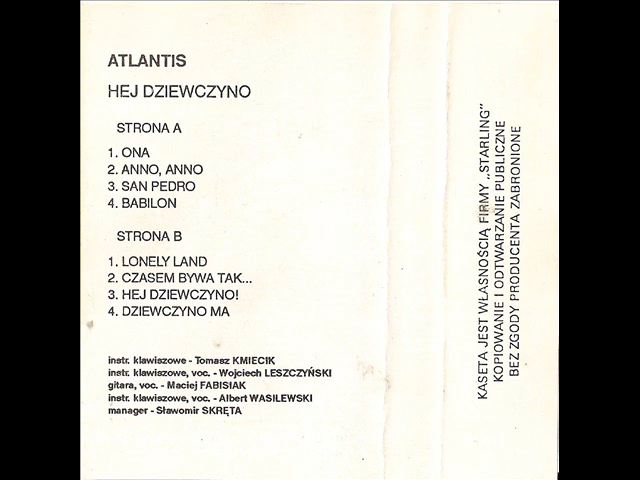 ATLANTIS
HEJ DZIEWCZYNO
STRONA A
1. ONA
2. ANNO, ANNO
3. SAN PEDRO
4. BABILON
STRONA B
1. LONELY LAND
2. CZASEM BYWA TAK...
3. HEJ DZIEWCZYNO!
4. DZIEWCZYNO MA
instr. klawiszowe - Tomasz KMIECIK
instr. klawiszowe, voc. - Wojciech LESZCZYŃSKI
gitara, voc. - Maciej FABISIAK
instr. klawiszowe, voc. - Albert WASILEWSKI
manager - Sławomir SKRĘTA
KASETA JEST WŁASNOŚCIĄ FIRMY „STARLING"
KOPIOWANIE I ODTWARZANIE PUBLICZNE
BEZ ZGODY PRODUCENTA ZABRONIONE